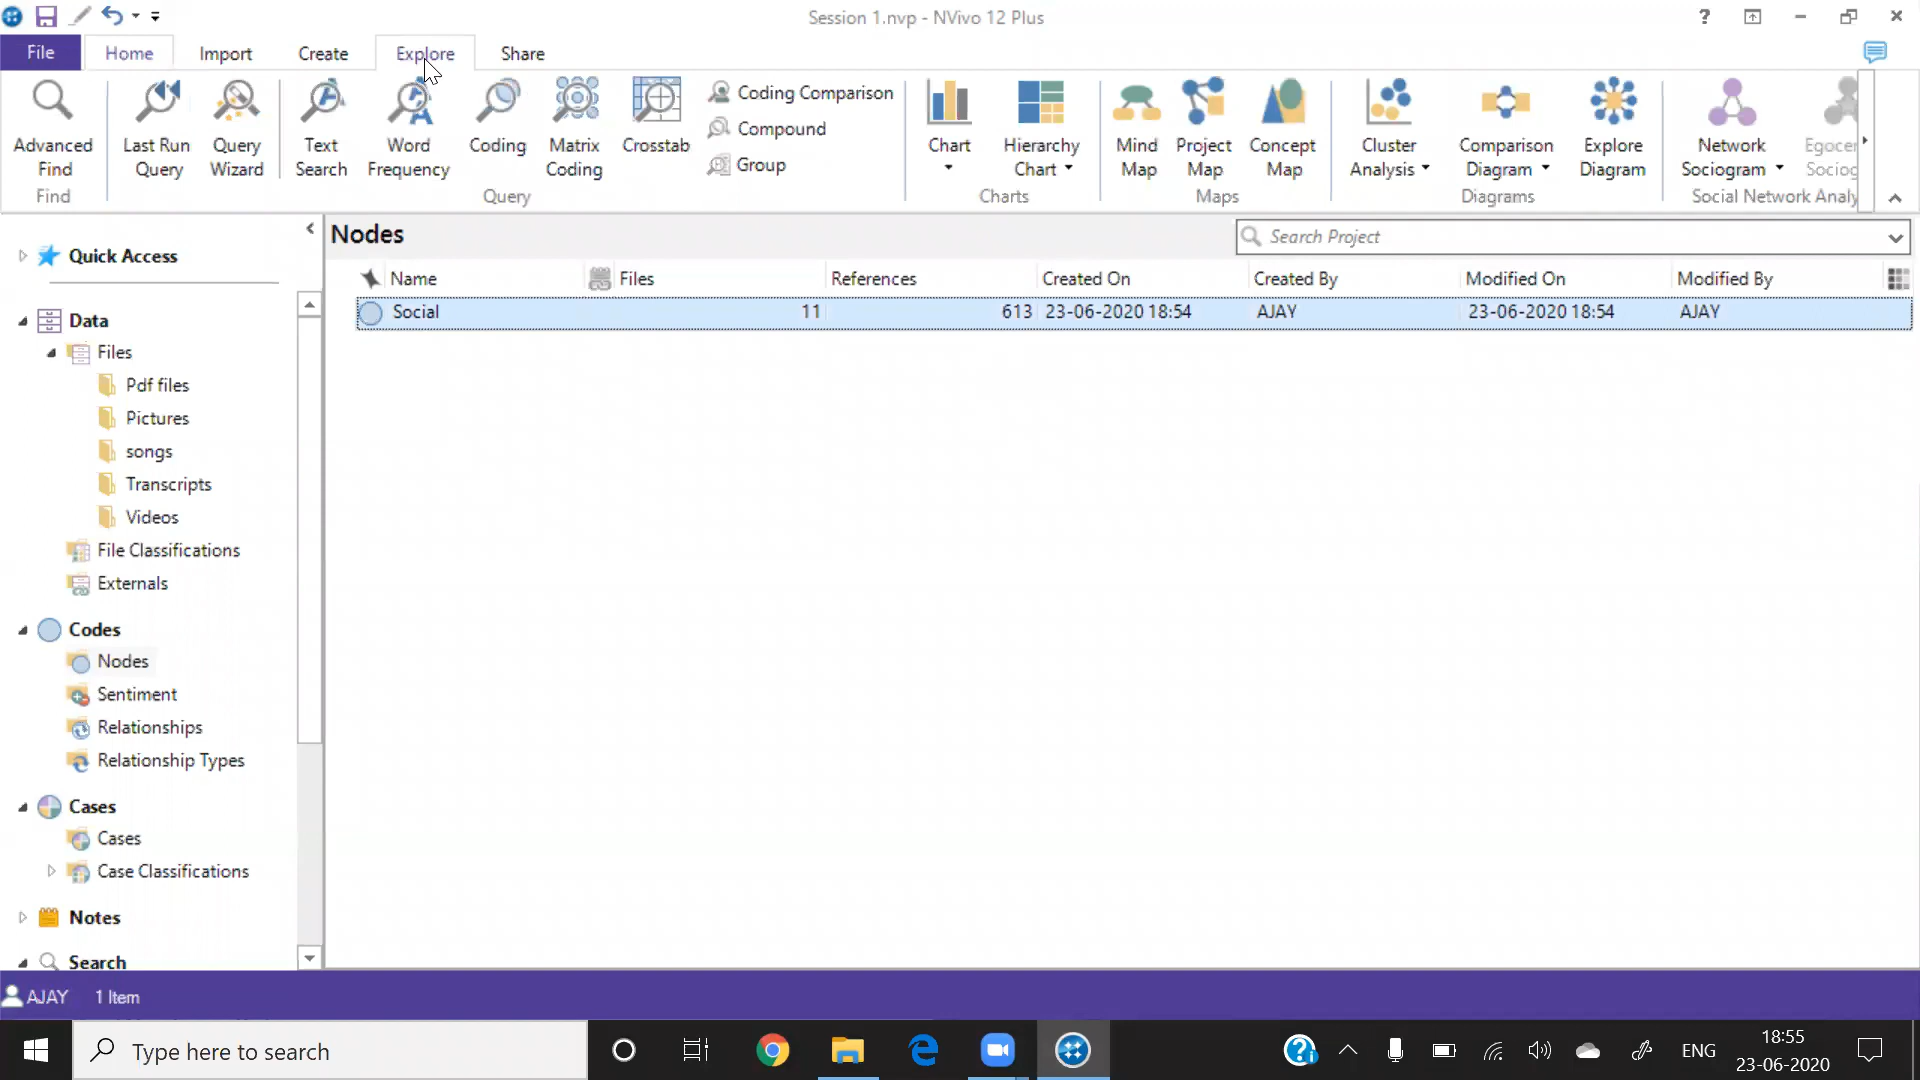 Session 1.nvp - NVivo 12 Plus
?
File Home Import Create Explore Share
Advanced Find
Last Run Query
Query Wizard
Text Search
Word Frequency
Coding
Matrix Coding
Crosstab
Coding Comparison
Compound
Group
Chart
Hierarchy Chart
Mind Map
Project Map
Concept Map
Cluster Analysis
Comparison Diagram
Explore Diagram
Network Sociogram
Egocer
Sociog
Find Query Charts Maps Diagrams Social Network Analy
Quick Access
Data
Files
Pdf files
Pictures
songs
Transcripts
Videos
File Classifications
Externals
Codes
Nodes
Sentiment
Relationships
Relationship Types
Cases
Cases
Case Classifications
Notes
Search
Nodes
Search Project
Name Files References Created On Created By Modified On Modified By
Social 11 613 23-06-2020 18:54 AJAY 23-06-2020 18:54 AJAY
AJAY 1 Item
Type here to search
ENG
18:55
23-06-2020